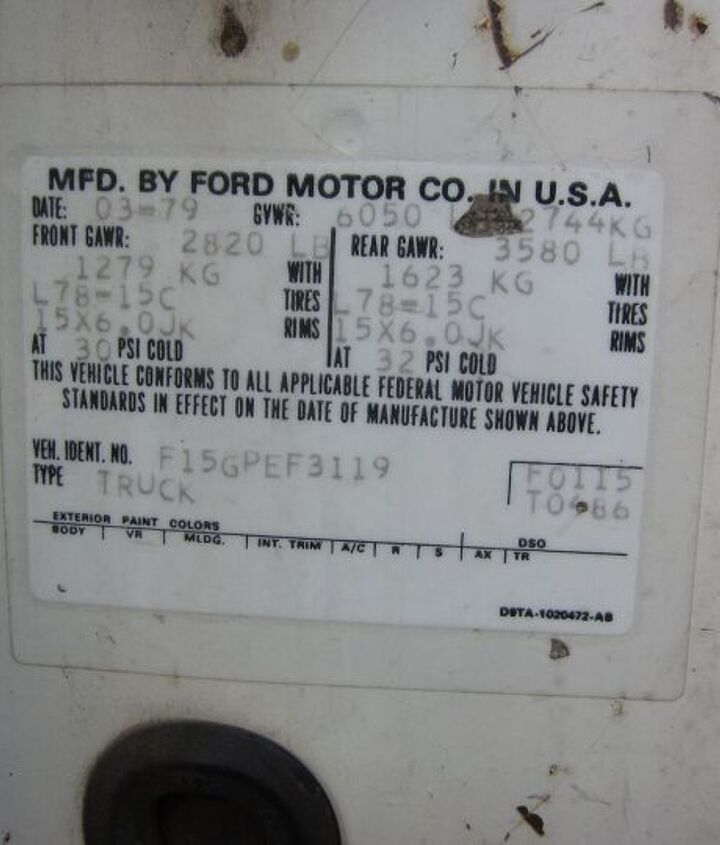 MFD. BY FORD MOTOR CO. IN U.S.A.
DATE: 03=79 GVWR: 6050 2744KG
FRONT GAWR: 2820 LB REAR GAWR: 3580 LB
1279 KG WITH 1623 KG WITH
L78=15C TIRES L78=15C TIRES
15X6.0JK RIMS 15X6.0JK RIMS
AT 30 PSI COLD AT 32 PSI COLD
THIS VEHICLE CONFORMS TO ALL APPLICABLE FEDERAL MOTOR VEHICLE SAFETY
STANDARDS IN EFFECT ON THE DATE OF MANUFACTURE SHOWN ABOVE.
VEH. IDENT. NO. F15GPEF3119 F0115
TYPE TRUCK
EXTERIOR PAINT COLORS DSO
BODY VR MLDG. INT. TRIM A/C R S AX TR
D9TA-1020472-AB